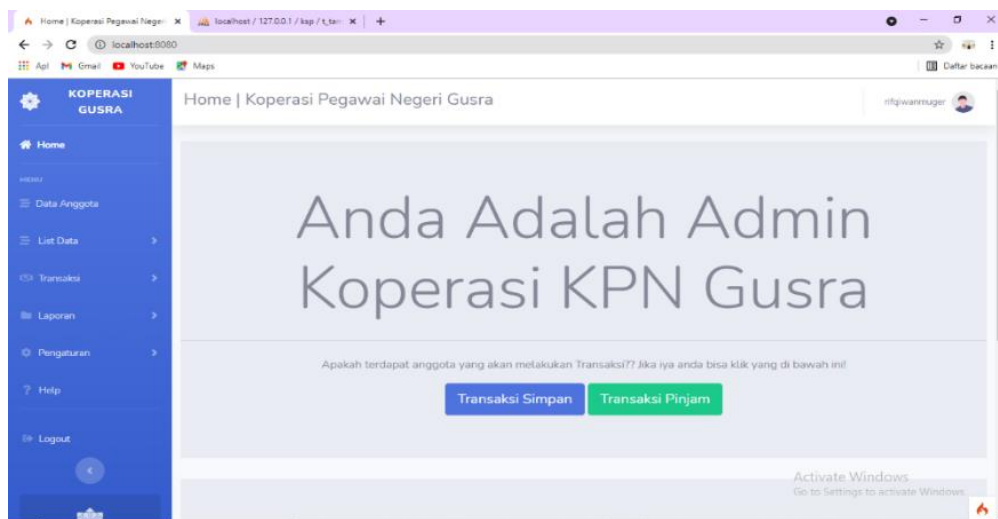 Home | Koperasi Pegawai Neger
localhost / 127.0.0.1 / ksp / t_tan
localhost:8080
Apl Gmail YouTube Maps
Daftar bacaan
KOPERASI
GUSRA
Home | Koperasi Pegawai Negeri Gusra
Home
MENU
Data Anggota
List Data
Transaksi
Laporan
Pengaturan
Help
Logout
Anda Adalah Admin
Koperasi KPN Gusra
Apakah terdapat anggota yang akan melakukan Transaksi?? Jika iya anda bisa klik yang di bawah ini!
Transaksi Simpan Transaksi Pinjam
Activate Windows
Go to Settings to activate Windows.